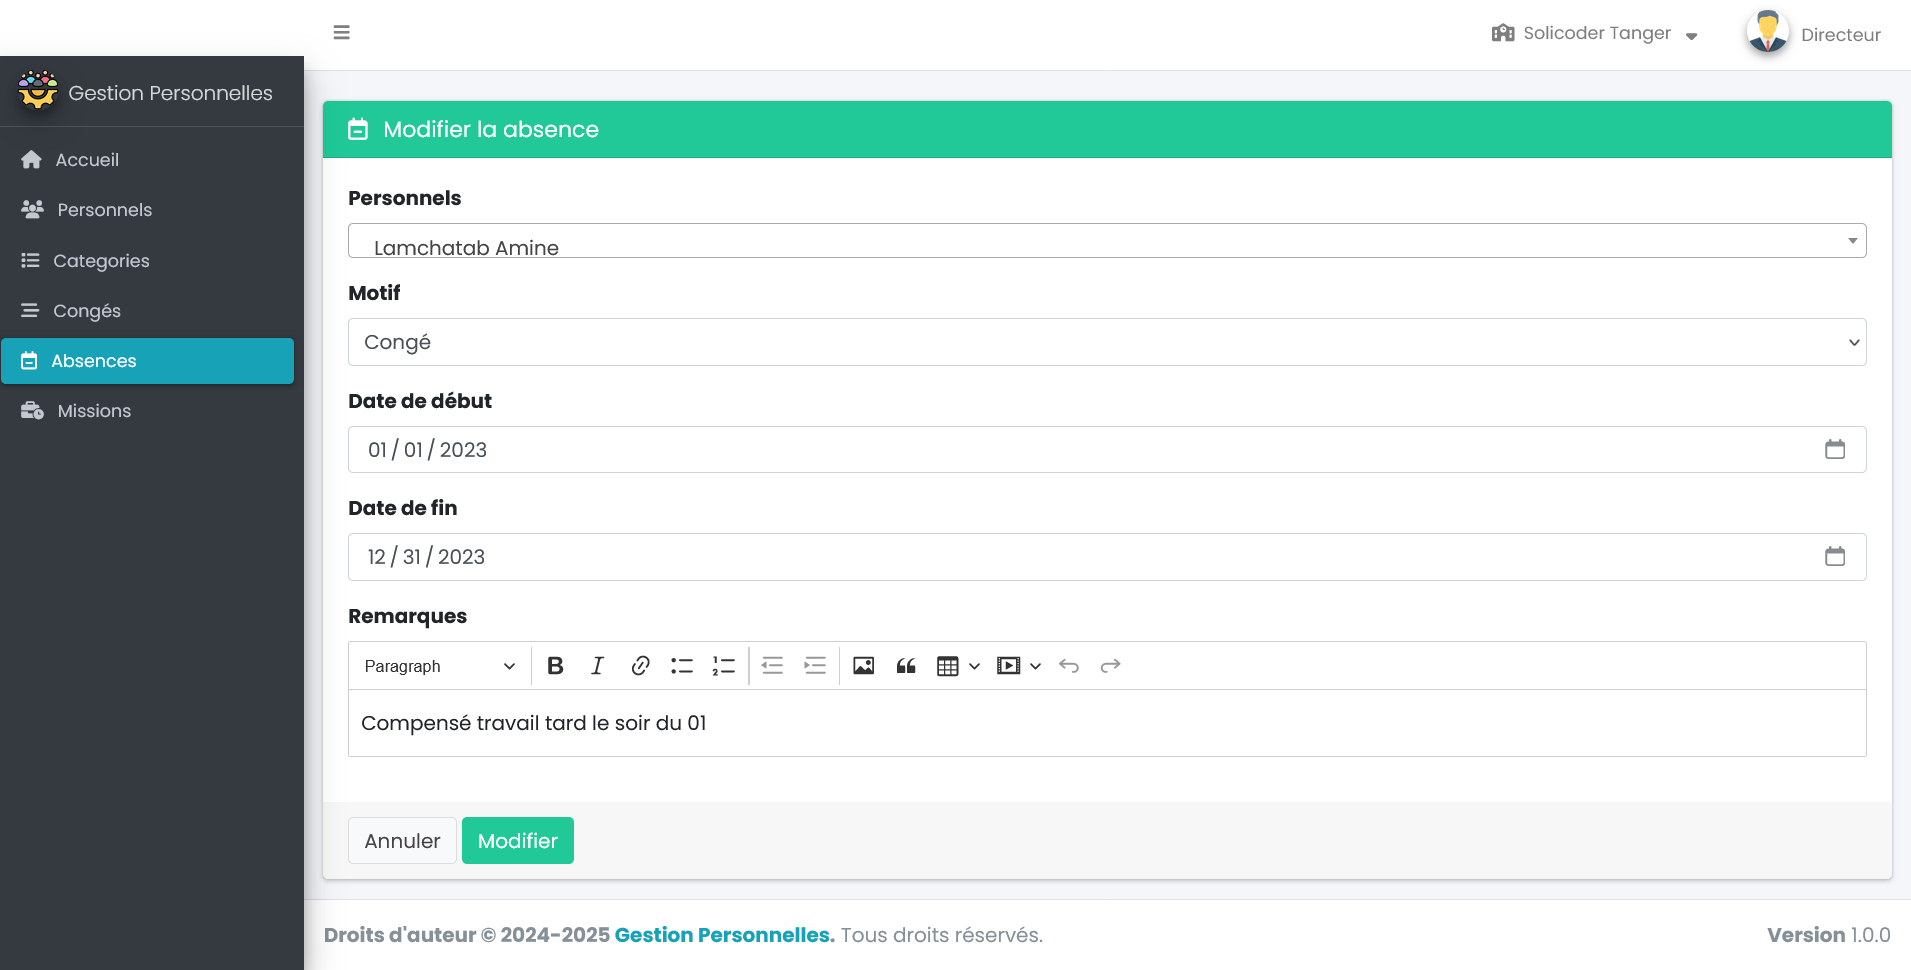 Solicoder Tanger
Directeur
Gestion Personnelles
Accueil
Personnels
Categories
Congés
Absences
Missions
Modifier la absence
Personnels
Lamchatab Amine
Motif
Congé
Date de début
01 / 01 / 2023
Date de fin
12 / 31 / 2023
Remarques
Paragraph
Compensé travail tard le soir du 01
Annuler
Modifier
Droits d'auteur © 2024-2025 Gestion Personnelles. Tous droits réservés.
Version 1.0.0